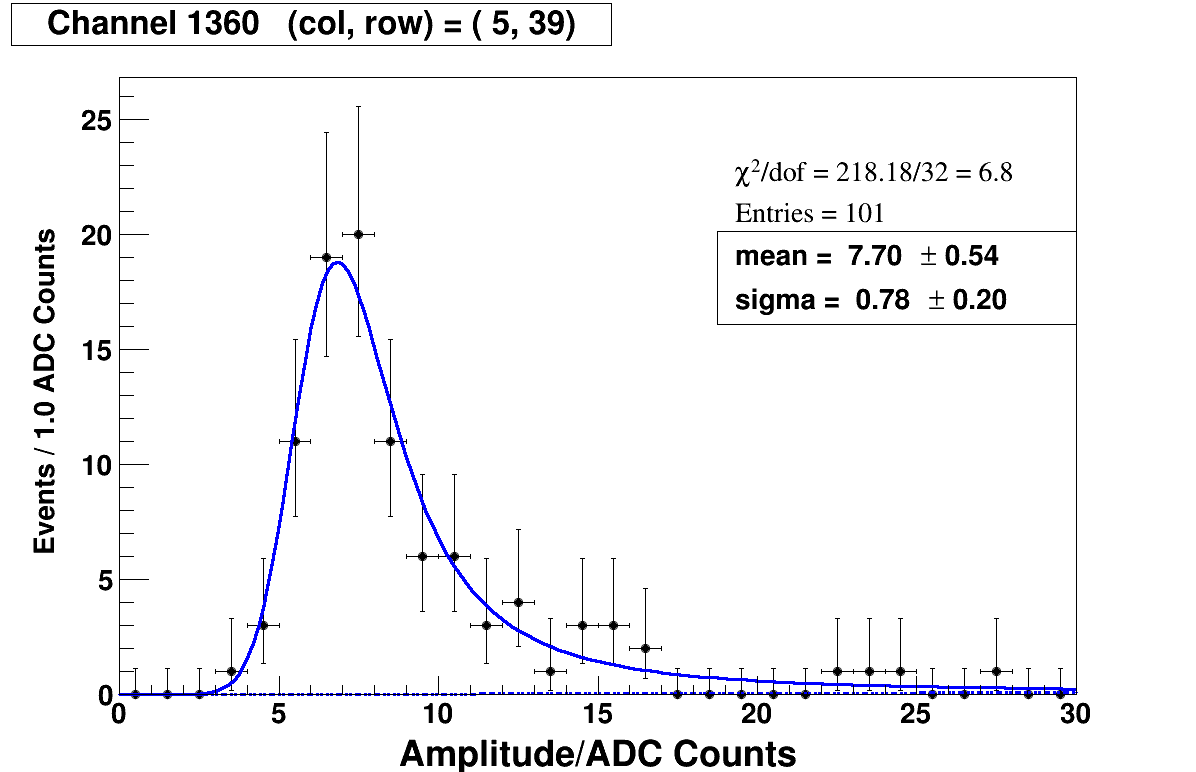 Channel 1360 (col, row) = ( 5, 39)
χ²/dof = 218.18/32 = 6.8
Entries = 101
mean = 7.70 ± 0.54
sigma = 0.78 ± 0.20
Events / 1.0 ADC Counts
25
20
15
10
5
0
0 5 10 15 20 25 30
Amplitude/ADC Counts